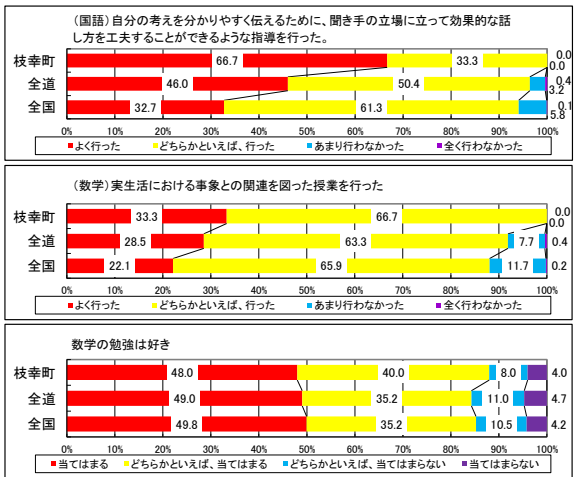 （国語）自分の考えを分かりやすく伝えるために、聞き手の立場に立って効果的な話
し方を工夫することができるような指導を行った。
枝幸町 66.7 33.3 0.0 0.0
全道 46.0 50.4 3.2 0.4
全国 32.7 61.3 5.8 0.1
0% 10% 20% 30% 40% 50% 60% 70% 80% 90% 100%
よく行った どちらかといえば、行った あまり行わなかった 全く行わなかった
（数学）実生活における事象との関連を図った授業を行った
枝幸町 33.3 66.7 0.0 0.0
全道 28.5 63.3 7.7 0.4
全国 22.1 65.9 11.7 0.2
0% 10% 20% 30% 40% 50% 60% 70% 80% 90% 100%
よく行った どちらかといえば、行った あまり行わなかった 全く行わなかった
数学の勉強は好き
枝幸町 48.0 40.0 8.0 4.0
全道 49.0 35.2 11.0 4.7
全国 49.8 35.2 10.5 4.2
0% 10% 20% 30% 40% 50% 60% 70% 80% 90% 100%
当てはまる どちらかといえば、当てはまる どちらかといえば、当てはまらない 当てはまらない